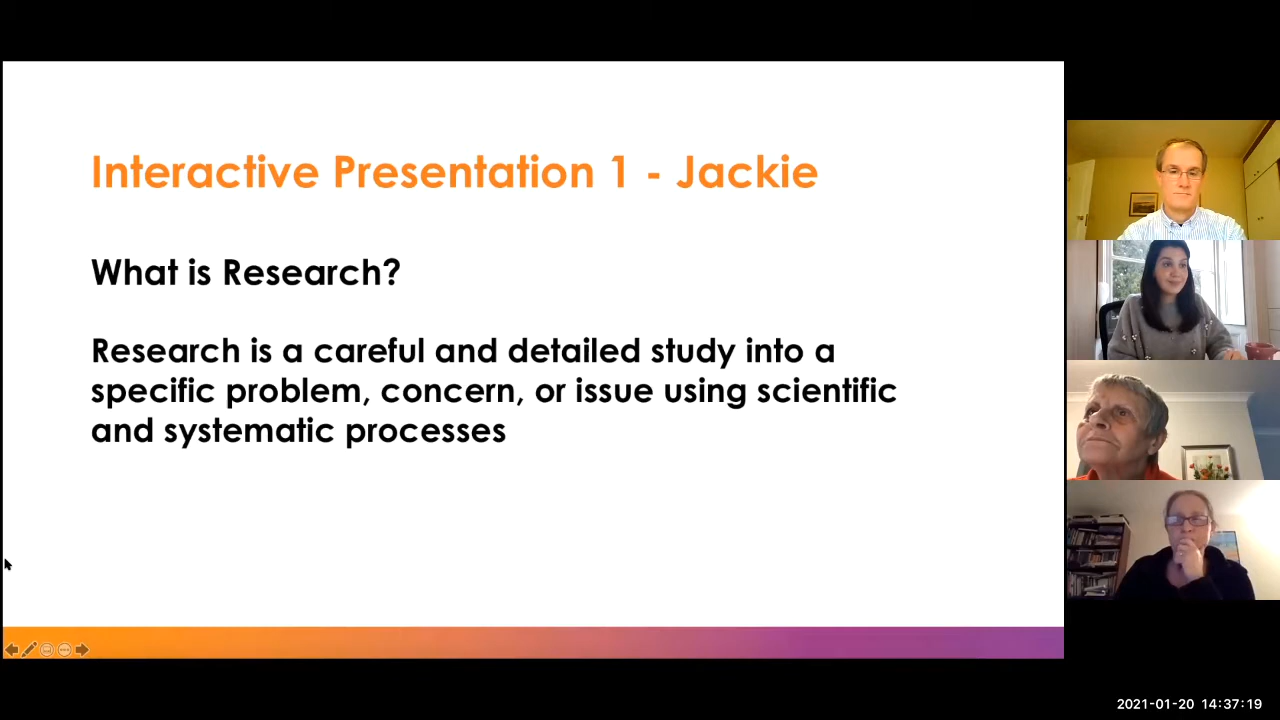 Interactive Presentation 1 - Jackie
What is Research?
Research is a careful and detailed study into a
specific problem, concern, or issue using scientific
and systematic processes
2021-01-20 14:37:19